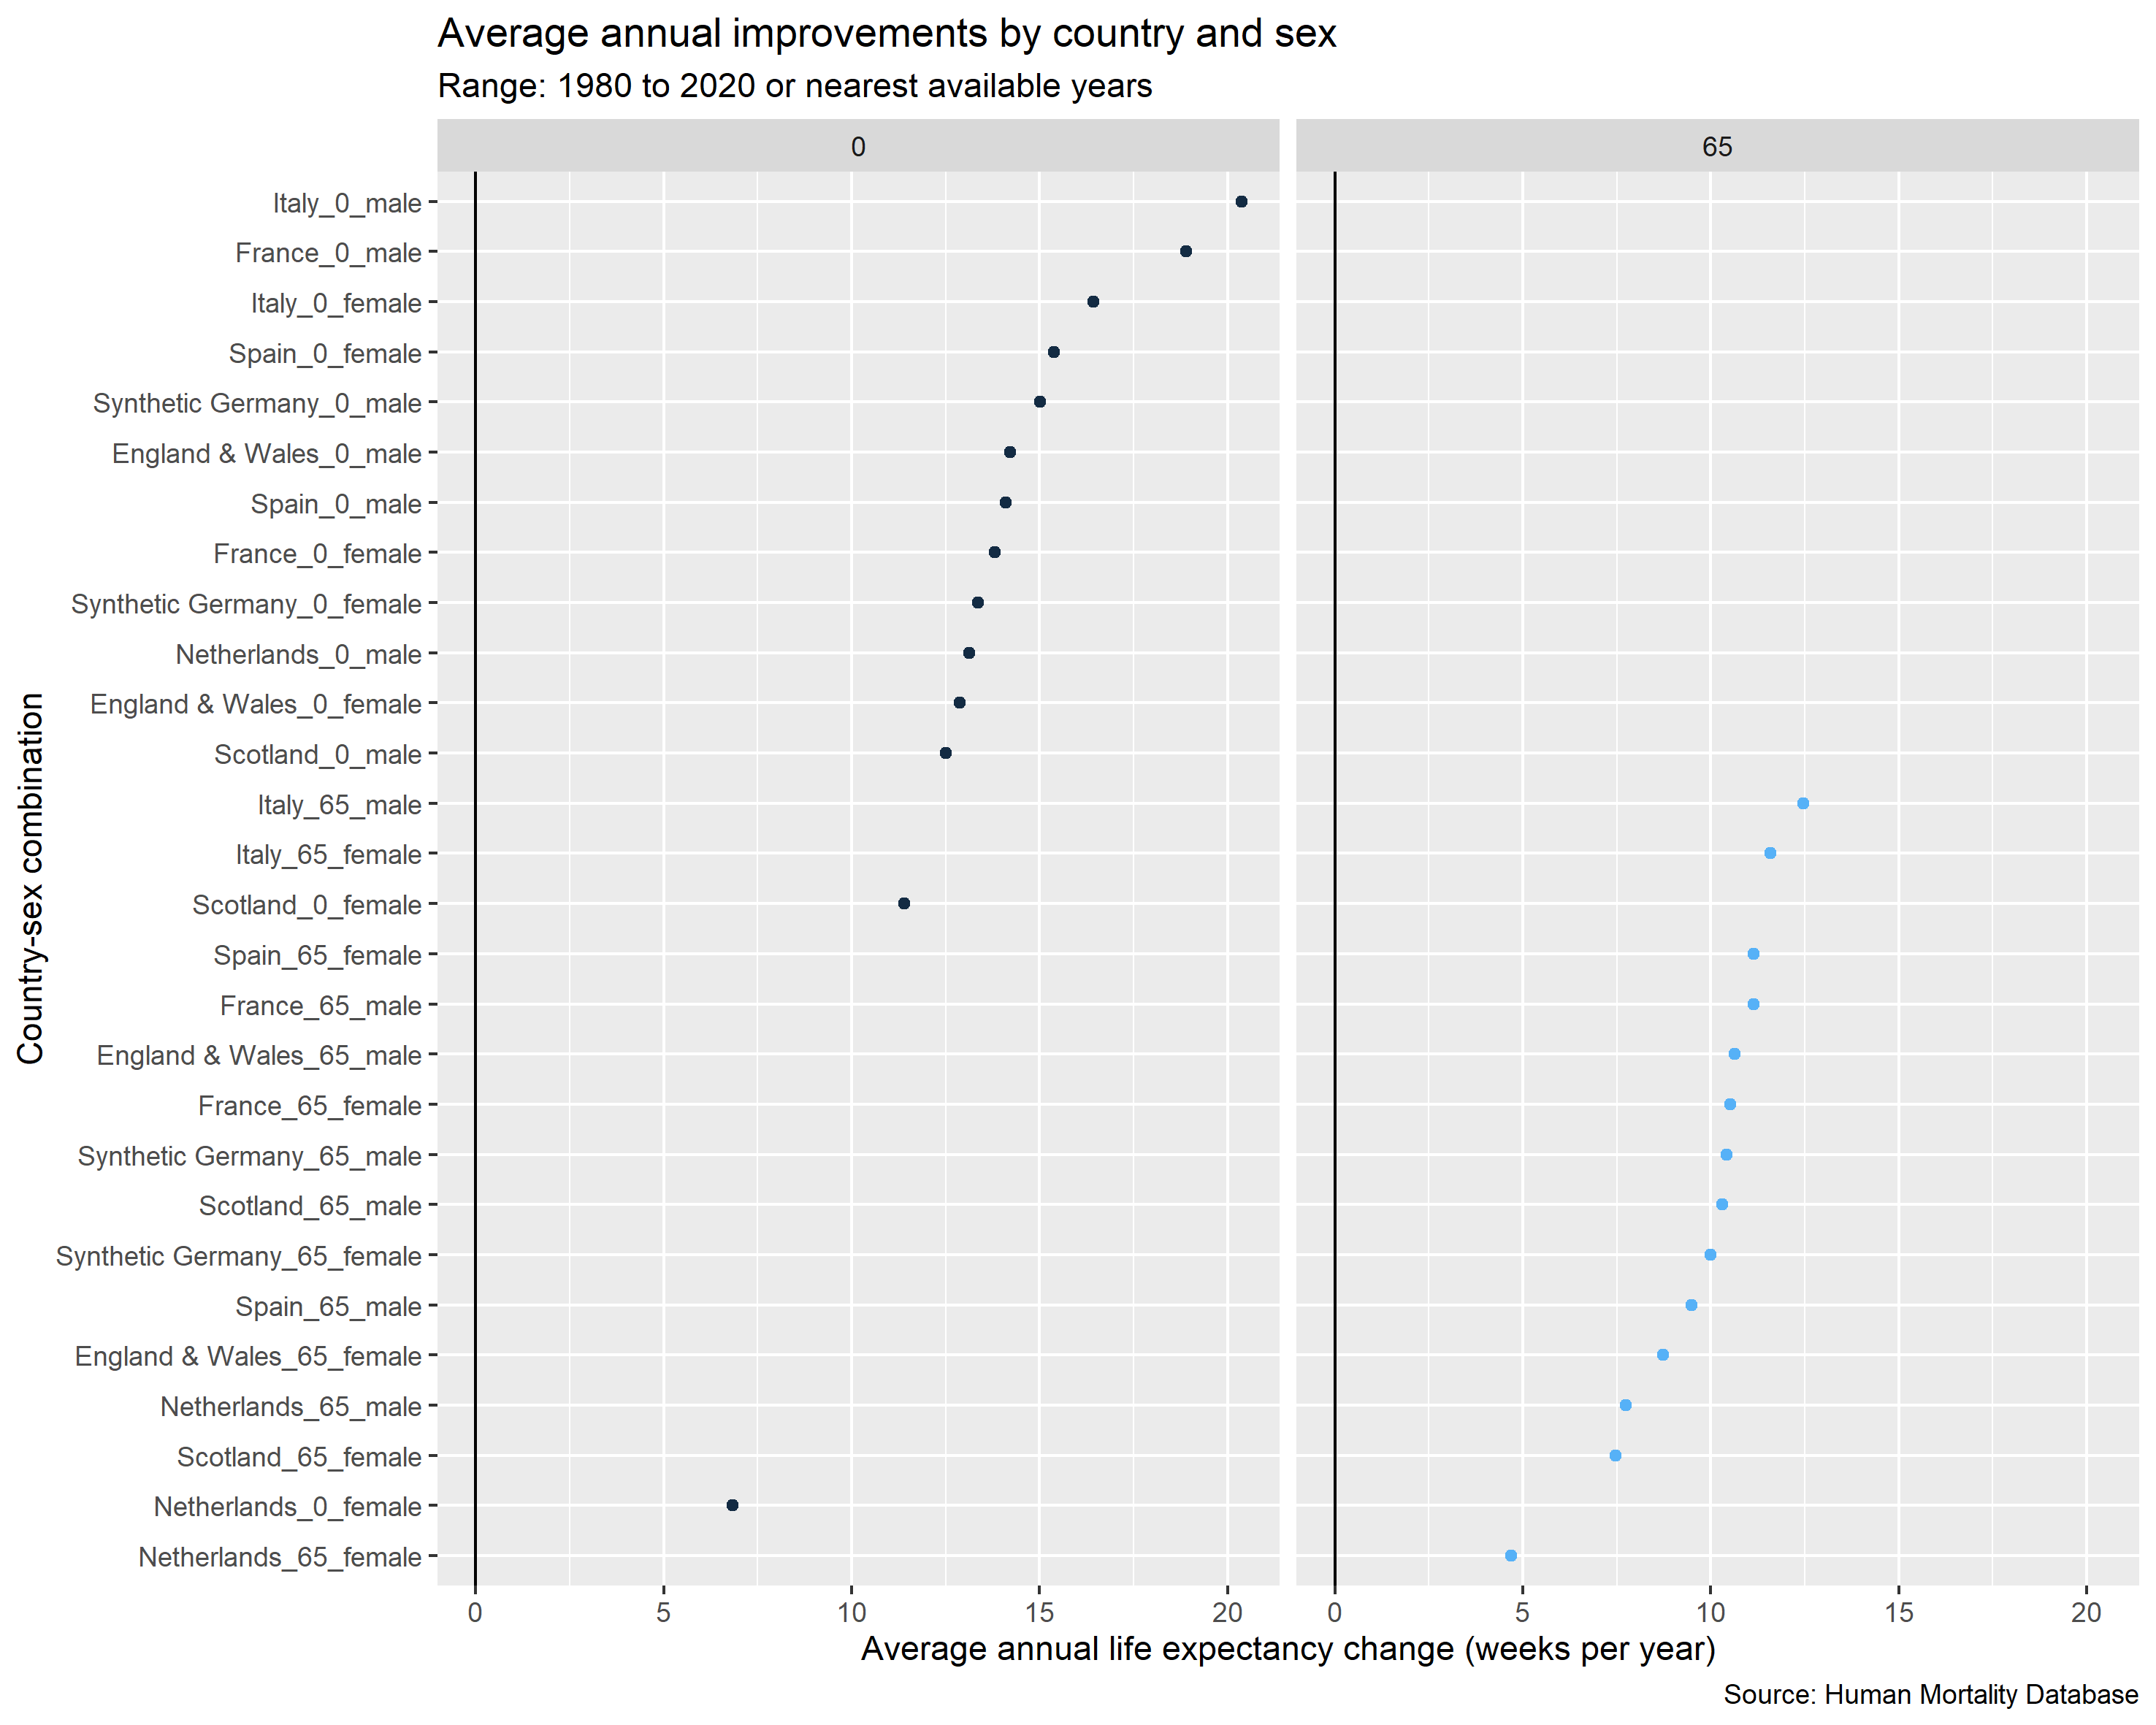 Average annual improvements by country and sex
Range: 1980 to 2020 or nearest available years
0
65
Italy_0_male
France_0_male
Italy_0_female
Spain_0_female
Synthetic Germany_0_male
England & Wales_0_male
Spain_0_male
France_0_female
Synthetic Germany_0_female
Netherlands_0_male
England & Wales_0_female
Scotland_0_male
Italy_65_male
Italy_65_female
Scotland_0_female
Spain_65_female
France_65_male
England & Wales_65_male
France_65_female
Synthetic Germany_65_male
Scotland_65_male
Synthetic Germany_65_female
Spain_65_male
England & Wales_65_female
Netherlands_65_male
Scotland_65_female
Netherlands_0_female
Netherlands_65_female
Country-sex combination
0 5 10 15 20
0 5 10 15 20
Average annual life expectancy change (weeks per year)
Source: Human Mortality Database